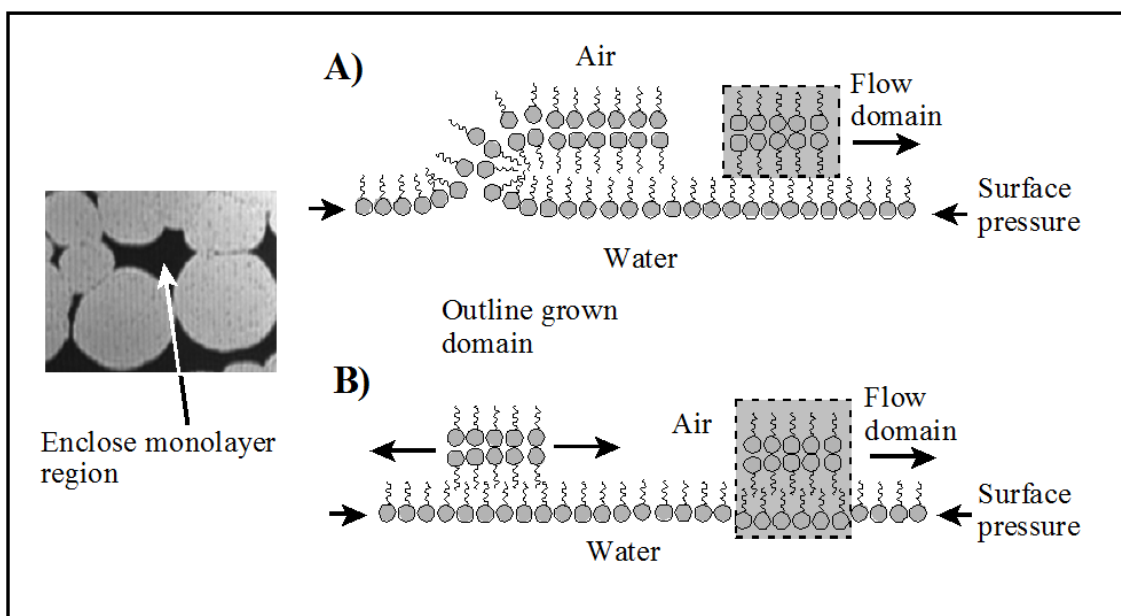 A)
Air
Flow
domain
Surface
pressure
Water
Outline grown
domain
Enclose monolayer
region
B)
Air
Flow
domain
Surface
pressure
Water